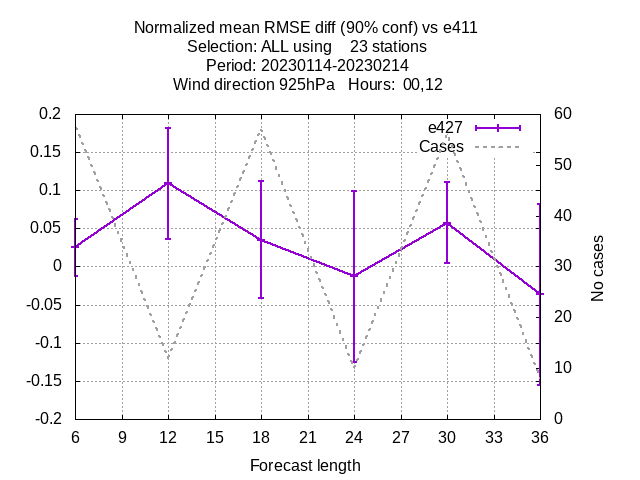 Normalized mean RMSE diff (90% conf) vs e411
Selection: ALL using    23 stations
Period: 20230114-20230214
Wind direction 925hPa   Hours:  00,12
e427
Cases
0.2
0.15
0.1
0.05
0
-0.05
-0.1
-0.15
-0.2
60
50
40
30
20
10
0
No cases
6 9 12 15 18 21 24 27 30 33 36
Forecast length